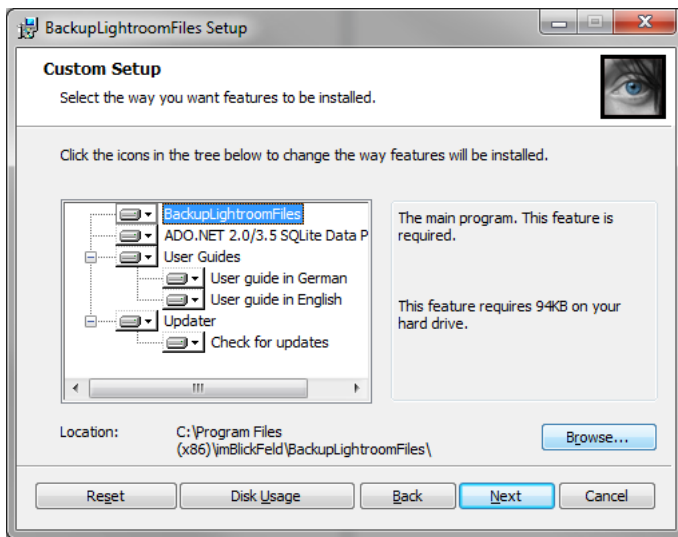 BackupLightroomFiles Setup
Custom Setup
Select the way you want features to be installed.
Click the icons in the tree below to change the way features will be installed.
BackupLightroomFiles
ADO.NET 2.0/3.5 SQLite Data P
User Guides
User guide in German
User guide in English
Updater
Check for updates
The main program. This feature is
required.
This feature requires 94KB on your
hard drive.
Location:
C:\Program Files
(x86)\imBlickFeld\BackupLightroomFiles\
Browse...
Reset
Disk Usage
Back
Next
Cancel